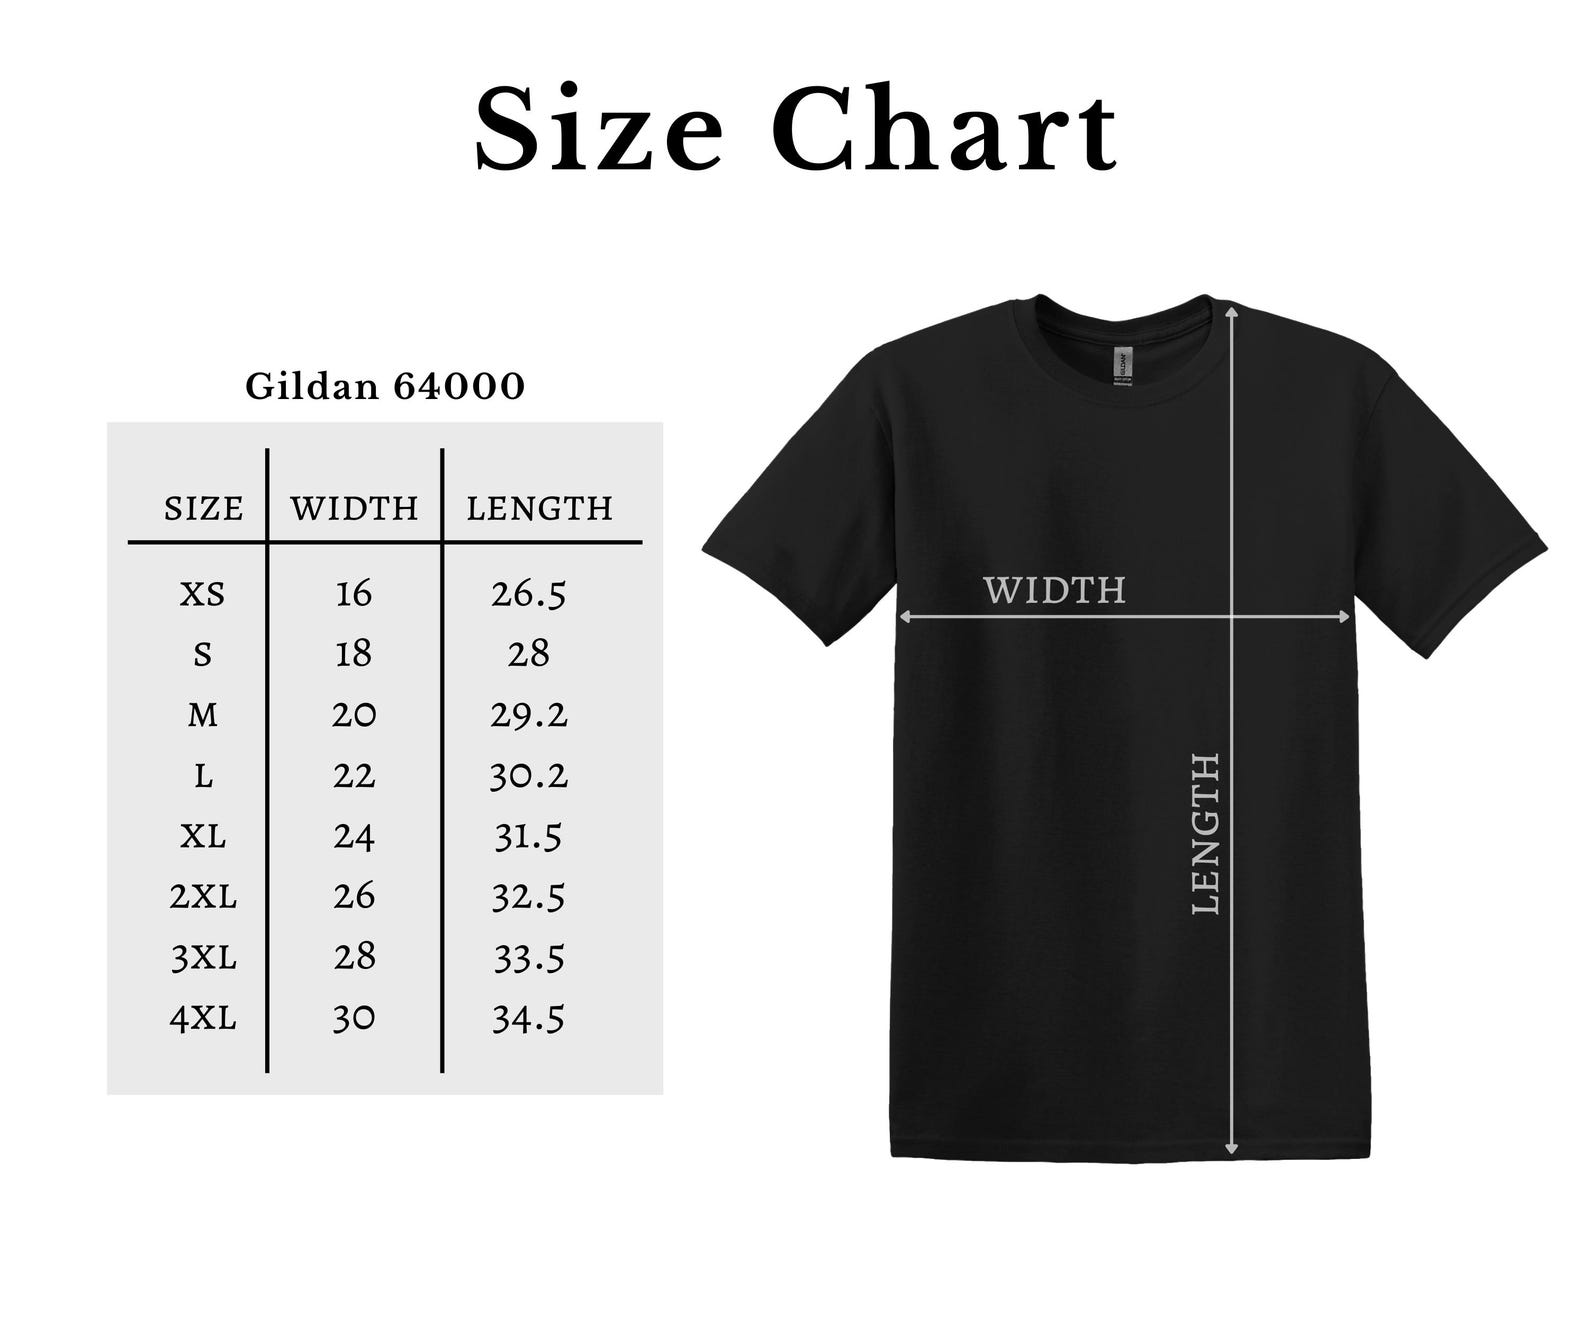 Size Chart
Gildan 64000
SIZE WIDTH LENGTH
XS 16 26.5
S 18 28
M 20 29.2
L 22 30.2
XL 24 31.5
2XL 26 32.5
3XL 28 33.5
4XL 30 34.5
GILDAN
WIDTH
LENGTH